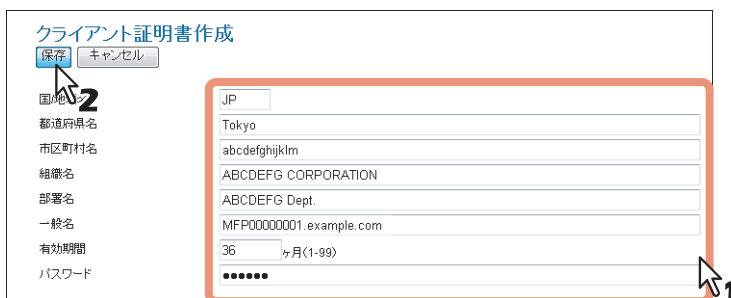 クライアント証明書作成
保存 キャンセル
2
JP
都道府県名 Tokyo
市区町村名 abcdefghijklm
組織名 ABCDEFG CORPORATION
部署名 ABCDEFG Dept.
一般名 MFP00000001.example.com
有効期間 36 ヶ月(1-99)
パスワード ●●●●●●
1